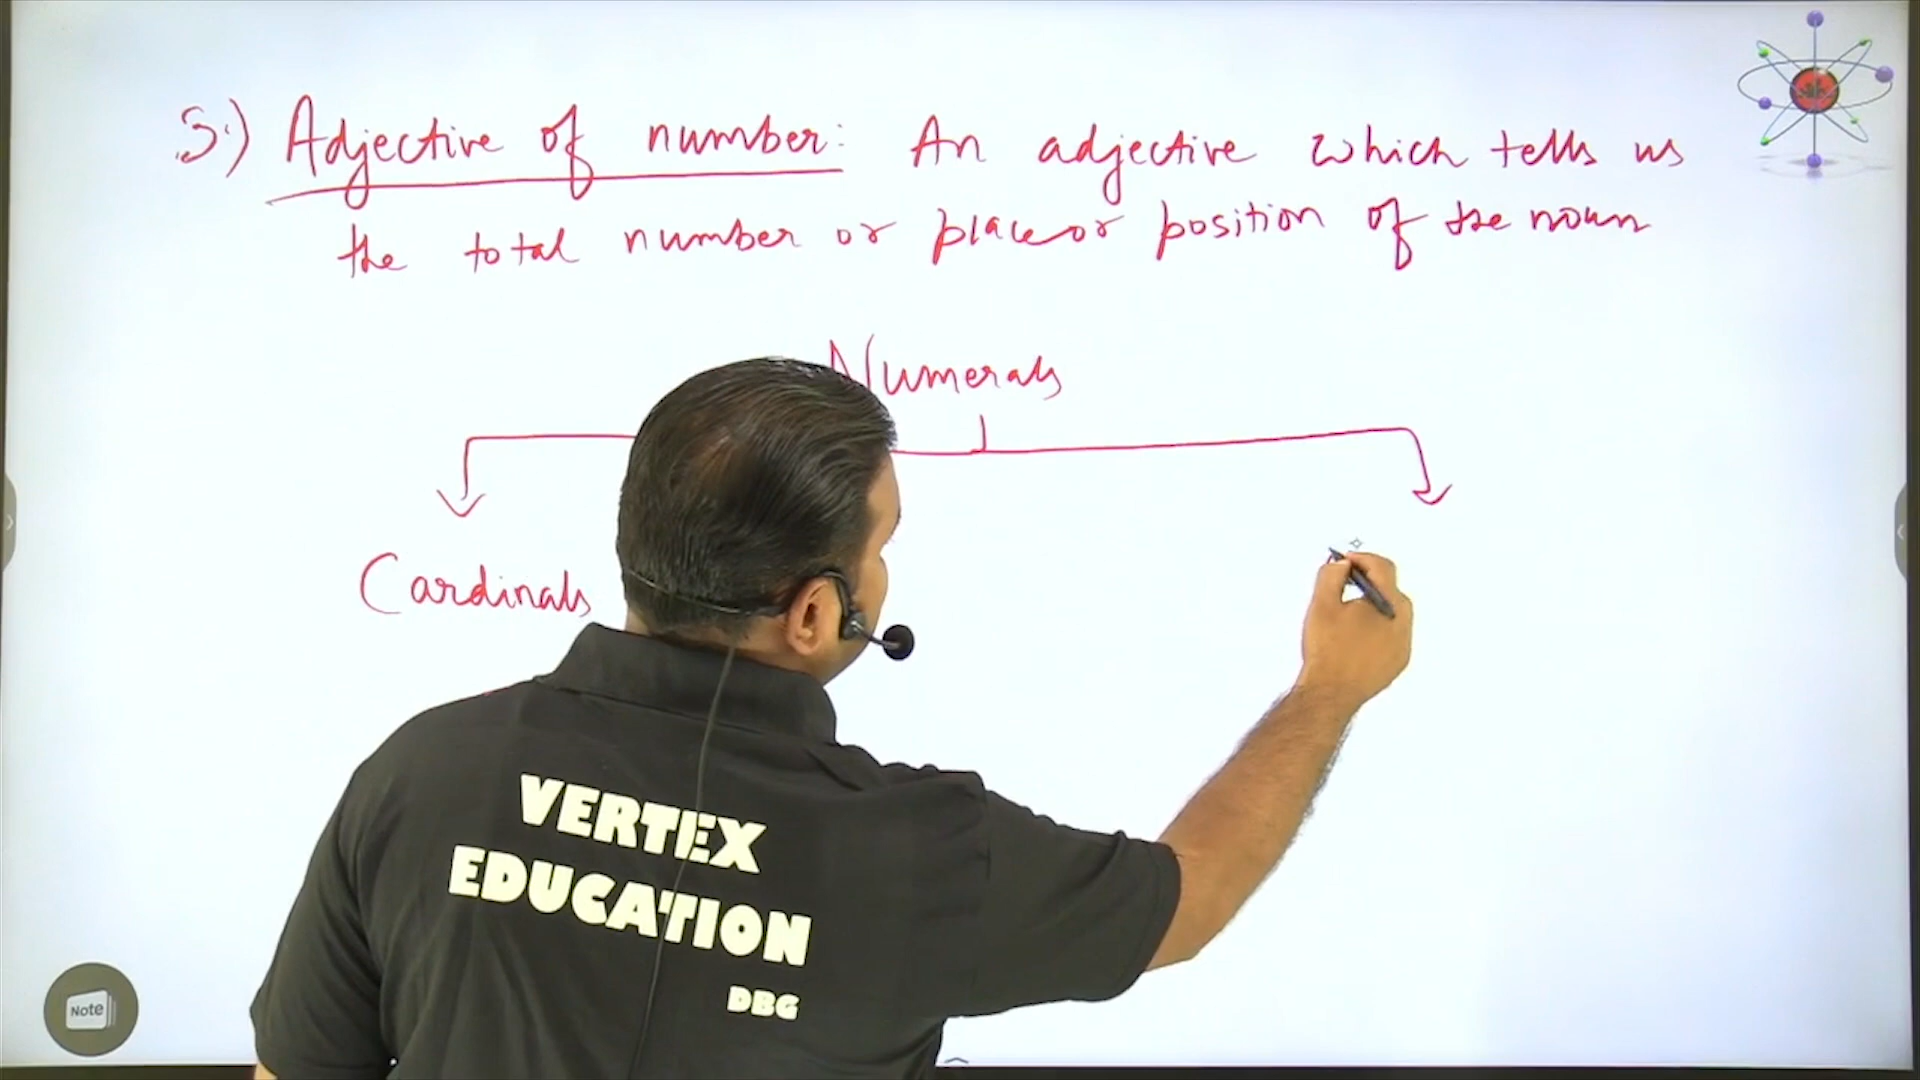 3.) Adjective of number: An adjective which tells us
the total number or place or position of the noun
Numerals
Cardinals
VERTEX
EDUCATION
DBG
Note